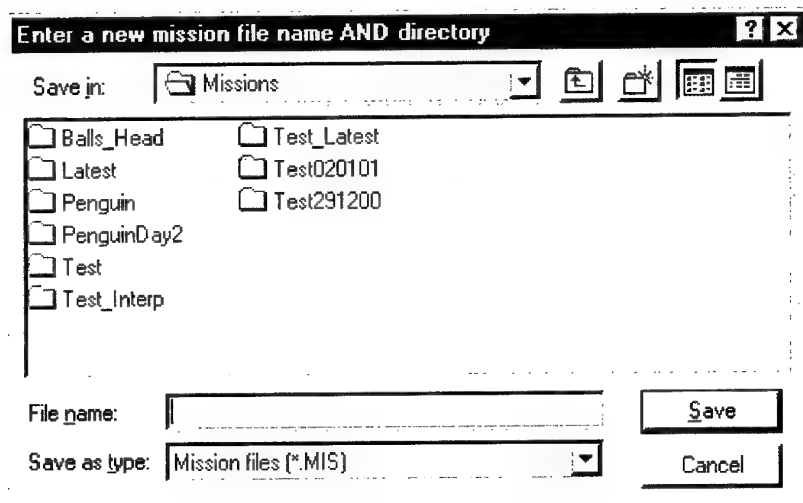 Enter a new mission file name AND directory
Save in: Missions
Balls_Head Test_Latest
Latest Test020101
Penguin Test291200
PenguinDay2
Test
Test_Interp
File name: Save
Save as type: Mission files (*.MIS) Cancel